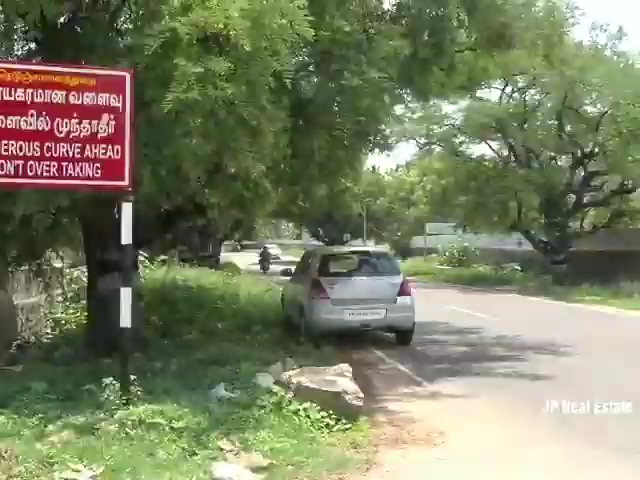 நெடுஞ்சாலைத்துறை
யகரமான வளைவு
ளைவில் முந்தாதீர்
EROUS CURVE AHEAD
ON'T OVER TAKING
JP Real Estate